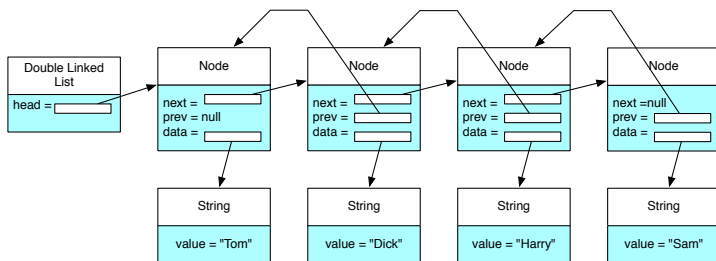 Double Linked
List
head =
Node
next =
prev = null
data =
Node
next =
prev =
data =
Node
next =
prev =
data =
Node
next =null
prev =
data =
String
value = "Tom"
String
value = "Dick"
String
value = "Harry"
String
value = "Sam"